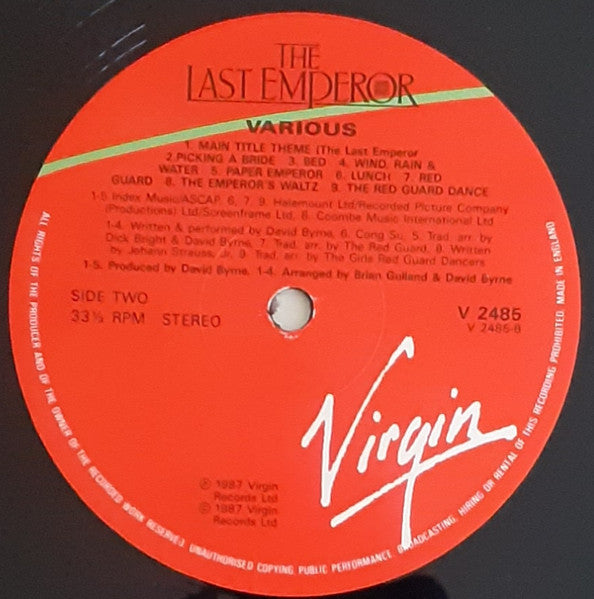 THE
LAST EMPEROR
VARIOUS
1. MAIN TITLE THEME (The Last Emperor
2.PICKING A BRIDE 3. BED 4. WIND, RAIN &
WATER 5. PAPER EMPEROR 6. LUNCH 7. RED
GUARD 8. THE EMPEROR'S WALTZ 9. THE RED GUARD DANCE
1-5 Index Music/ASCAP. 6, 7, 9. Halemount Ltd/Recorded Picture Company
(Productions) Ltd/Screenframe Ltd, 8. Coombe Music International Ltd
1-4. Written & performed by David Byrne, 6. Cong Su, 5. Trad. arr. by
Dick Bright & David Byrne, 7. Trad. arr. by The Red Guard, 8. Written
by Johann Strauss, Jr, 9. Trad. arr. by The Girls Red Guard Dancers
1-5. Produced by David Byrne, 1-4. Arranged by Brian Gulland & David Byrne
SIDE TWO
33⅓ RPM STEREO
V 2485
V 2485-B
Virgin
℗ 1987 Virgin
Records Ltd
© 1987 Virgin
Records Ltd
ALL RIGHTS OF THE PRODUCER AND OF THE OWNER OF THE RECORDED WORK RESERVED. UNAUTHORISED COPYING, PUBLIC PERFORMANCE, BROADCASTING, HIRING OR RENTAL OF THIS RECORDING PROHIBITED. MADE IN ENGLAND